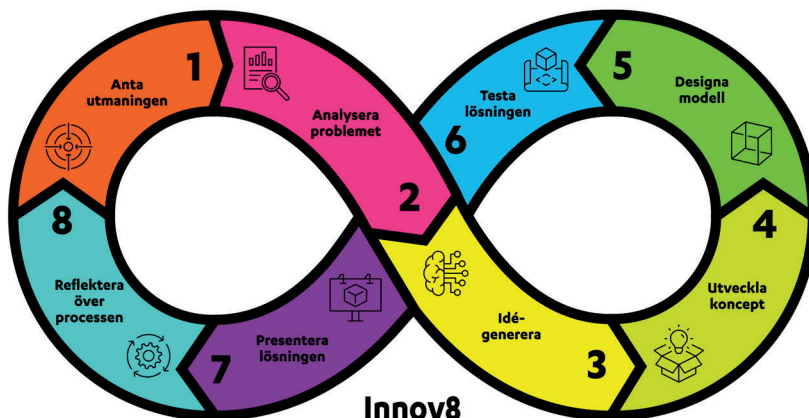 1
Anta
utmaningen
Analysera
problemet
2
Idé-
generera
3
Utveckla
koncept
4
Designa
modell
5
Testa
lösningen
6
Presentera
lösningen
7
Reflektera
över
processen
8
Innov8